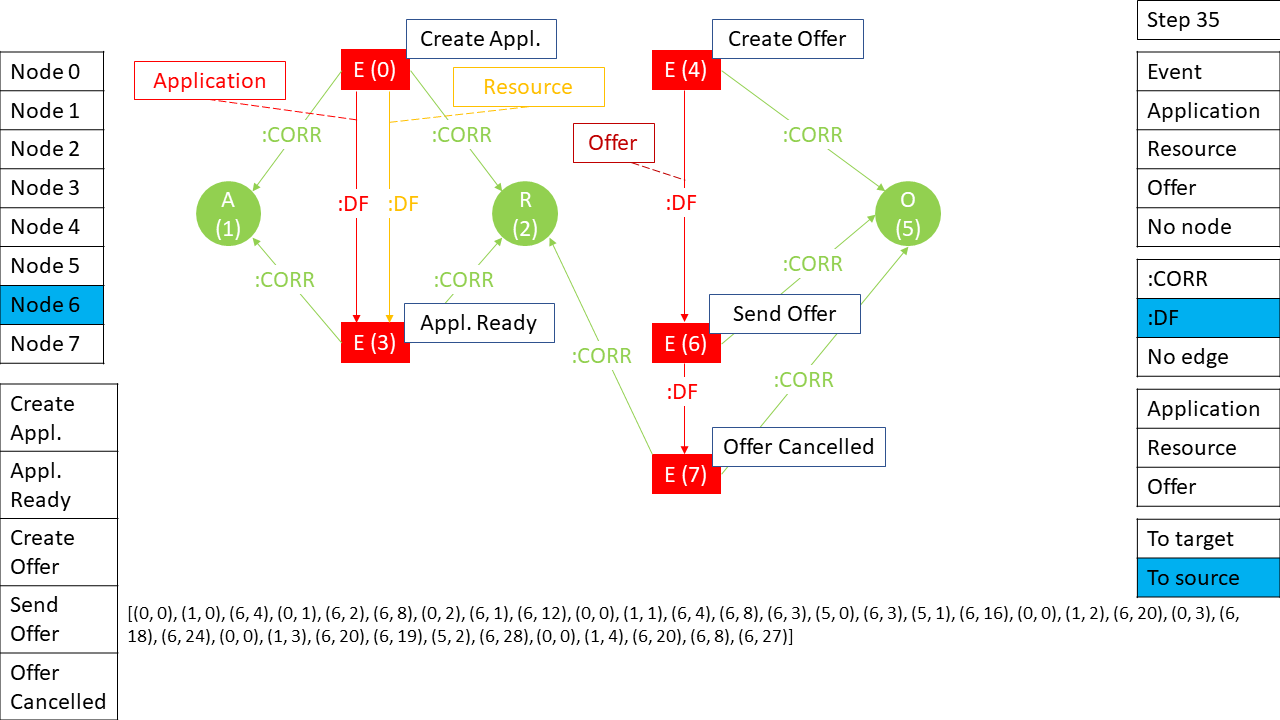 Node 0
Node 1
Node 2
Node 3
Node 4
Node 5
Node 6
Node 7
Create
Appl.
Appl.
Ready
Create
Offer
Send
Offer
Offer
Cancelled
Create Appl.
E (0)
Application
Resource
:CORR
:CORR
A
(1)
:DF
:DF
R
(2)
:CORR
:CORR
Appl. Ready
E (3)
Create Offer
E (4)
Offer
:CORR
:DF
O
(5)
:CORR
Send Offer
E (6)
:CORR
:DF
:CORR
Offer Cancelled
E (7)
Step 35
Event
Application
Resource
Offer
No node
:CORR
:DF
No edge
Application
Resource
Offer
To target
To source
[(0, 0), (1, 0), (6, 4), (0, 1), (6, 2), (6, 8), (0, 2), (6, 1), (6, 12), (0, 0), (1, 1), (6, 4), (6, 8), (6, 3), (5, 0), (6, 3), (5, 1), (6, 16), (0, 0), (1, 2), (6, 20), (0, 3), (6,
18), (6, 24), (0, 0), (1, 3), (6, 20), (6, 19), (5, 2), (6, 28), (0, 0), (1, 4), (6, 20), (6, 8), (6, 27)]